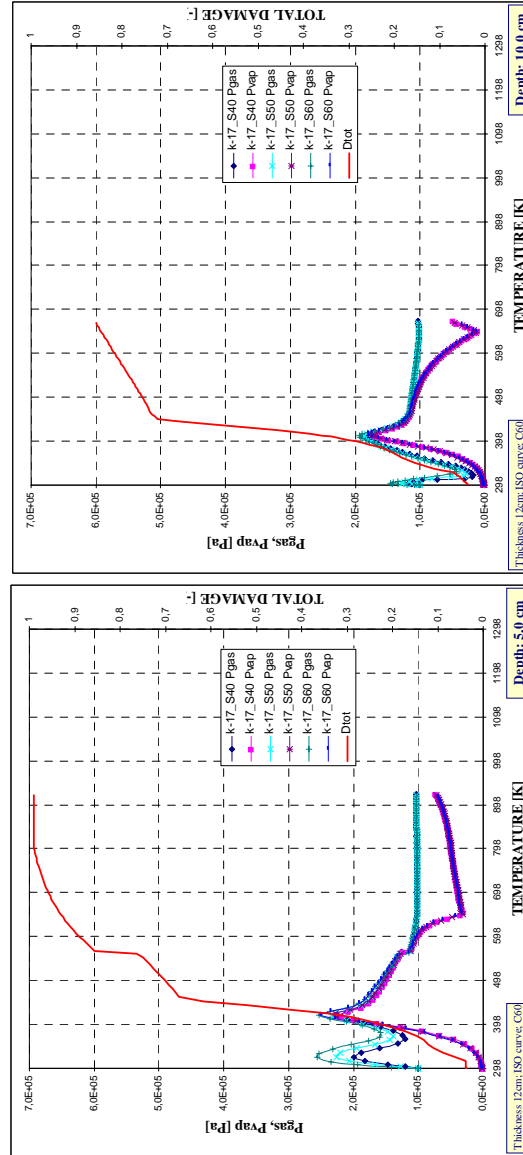 Pgas, Pvap [Pa]
7,0E+05
6,0E+05
5,0E+05
4,0E+05
3,0E+05
2,0E+05
1,0E+05
0,0E+00
298
398
498
598
698
798
898
998
1098
1198
1298
TEMPERATURE [K]
1
0,9
0,8
0,7
0,6
0,5
0,4
0,3
0,2
0,1
0
TOTAL DAMAGE [-]
k-17_S40 Pgas
k-17_S40 Pvap
k-17_S50 Pgas
k-17_S50 Pvap
k-17_S60 Pgas
k-17_S60 Pvap
Dtot
Thickness 12cm; ISO curve; C60
Depth: 5.0 cm
Pgas, Pvap [Pa]
7,0E+05
6,0E+05
5,0E+05
4,0E+05
3,0E+05
2,0E+05
1,0E+05
0,0E+00
298
398
498
598
698
798
898
998
1098
1198
1298
TEMPERATURE [K]
1
0,9
0,8
0,7
0,6
0,5
0,4
0,3
0,2
0,1
0
TOTAL DAMAGE [-]
k-17_S40 Pgas
k-17_S40 Pvap
k-17_S50 Pgas
k-17_S50 Pvap
k-17_S60 Pgas
k-17_S60 Pvap
Dtot
Thickness 12cm; ISO curve; C60
Depth: 10.0 cm